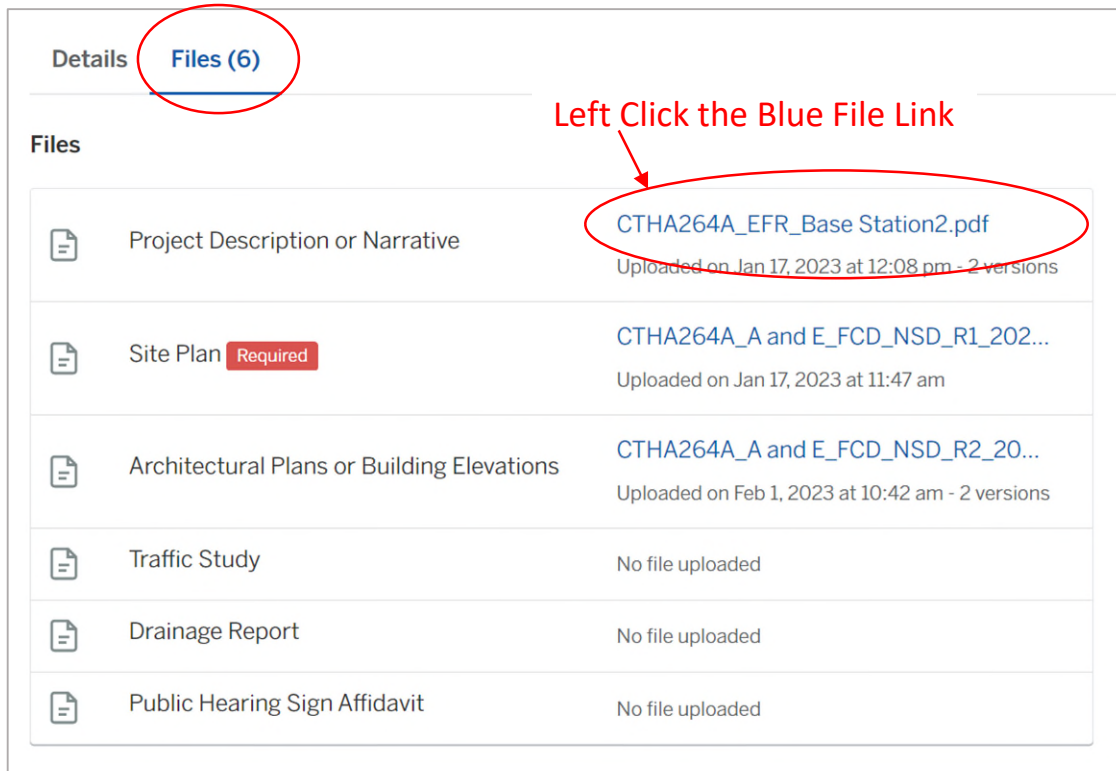 Details Files (6)
Left Click the Blue File Link
Files
Project Description or Narrative
CTHA264A_EFR_Base Station2.pdf
Uploaded on Jan 17, 2023 at 12:08 pm - 2 versions
Site Plan Required
CTHA264A_A and E_FCD_NSD_R1_202...
Uploaded on Jan 17, 2023 at 11:47 am
Architectural Plans or Building Elevations
CTHA264A_A and E_FCD_NSD_R2_20...
Uploaded on Feb 1, 2023 at 10:42 am - 2 versions
Traffic Study
No file uploaded
Drainage Report
No file uploaded
Public Hearing Sign Affidavit
No file uploaded